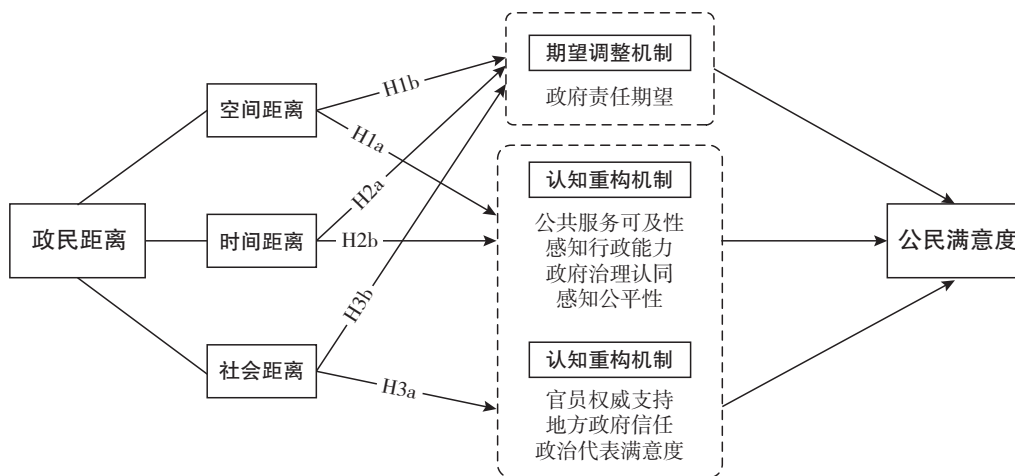 期望调整机制
政府责任期望
空间距离
H1b
H1a
认知重构机制
公共服务可及性
感知行政能力
政府治理认同
感知公平性
政民距离
时间距离
H2a
H2b
公民满意度
H3b
社会距离
H3a
认知重构机制
官员权威支持
地方政府信任
政治代表满意度